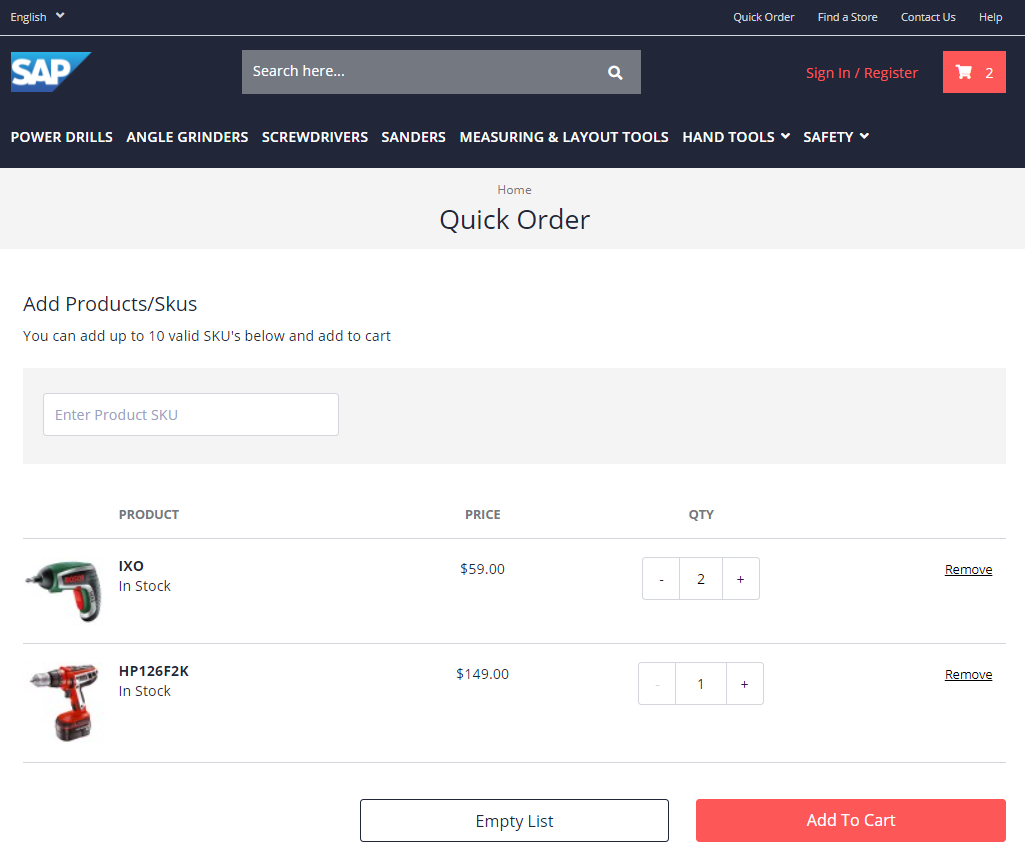 English
Quick Order Find a Store Contact Us Help
SAP
Search here...
Sign In / Register
2
POWER DRILLS ANGLE GRINDERS SCREWDRIVERS SANDERS MEASURING & LAYOUT TOOLS HAND TOOLS SAFETY
Home
Quick Order
Add Products/Skus
You can add up to 10 valid SKU's below and add to cart
Enter Product SKU
PRODUCT PRICE QTY
IXO
In Stock
$59.00
- 2 +
Remove
BOSCH
HP126F2K
In Stock
$149.00
- 1 +
Remove
Empty List Add To Cart